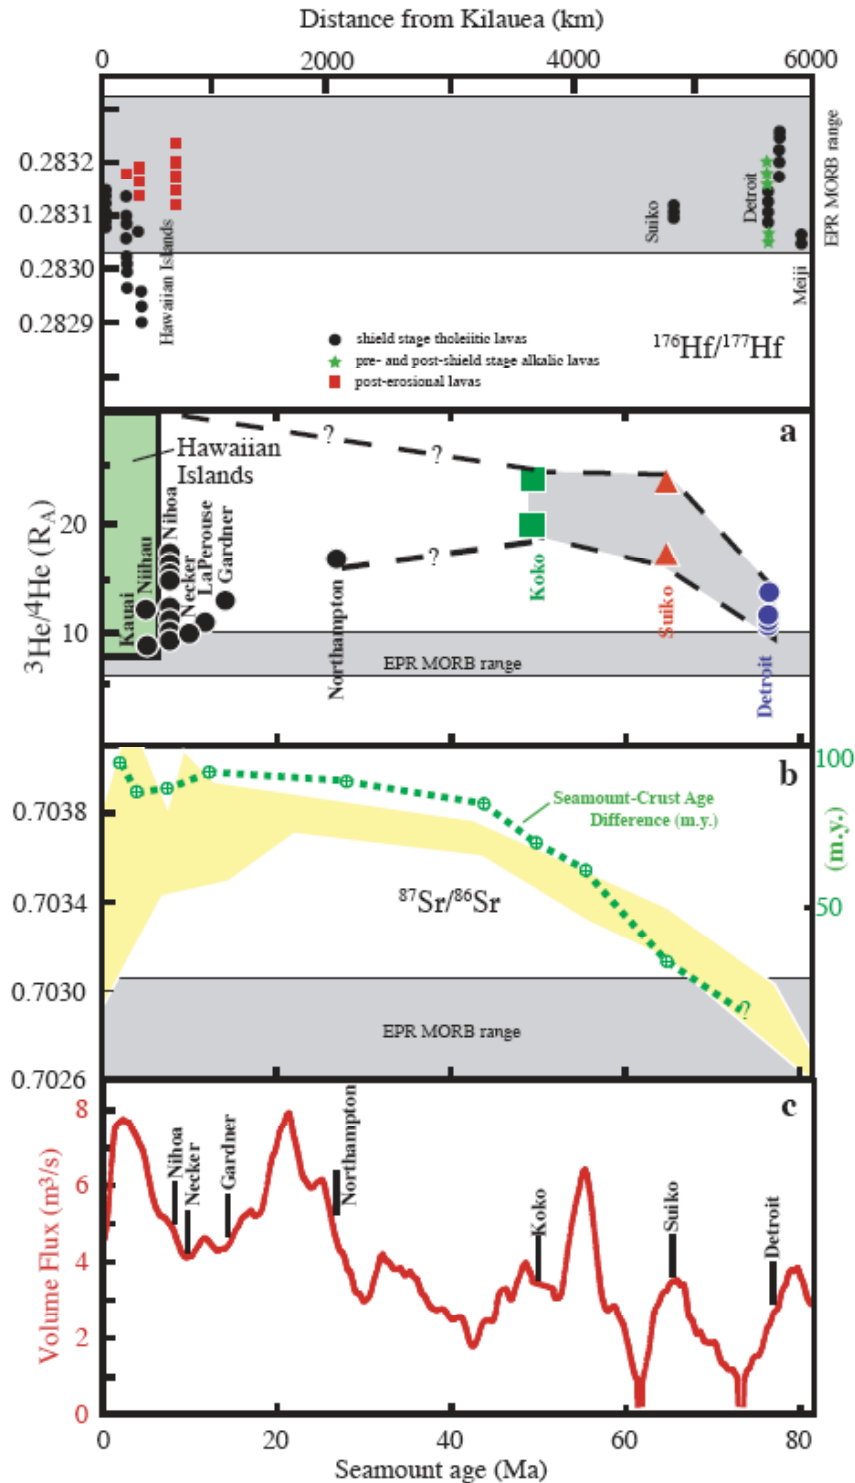 Distance from Kilauea (km)
0 2000 4000 6000
0.2832
0.2831
0.2830
0.2829
Hawaiian Islands
Suiko
Detroit
Meiji
EPR MORB range
shield stage tholeiitic lavas
pre- and post-shield stage alkalic lavas
post-erosional lavas
¹⁷⁶Hf/¹⁷⁷Hf
a
³He/⁴He (R_A)
20
10
Hawaiian
Islands
Kauai
Niihau
Nihoa
Necker
LaPerouse
Gardner
Northampton
? ? ?
Koko
Suiko
Detroit
EPR MORB range
b
0.7038
0.7034
0.7030
0.7026
Seamount-Crust Age
Difference (m.y.)
⁸⁷Sr/⁸⁶Sr
?
EPR MORB range
100
50
(m.y.)
c
Volume Flux (m³/s)
8
6
4
2
0
Nihoa
Necker
Gardner
Northampton
Koko
Suiko
Detroit
0 20 40 60 80
Seamount age (Ma)